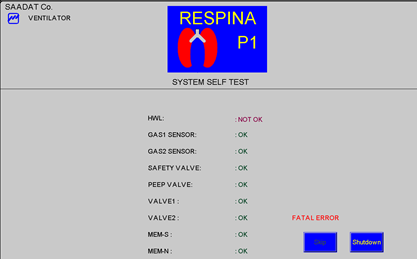 SAADAT Co.
VENTILATOR
RESPINA
P1
SYSTEM SELF TEST
HWL: : NOT OK
GAS1 SENSOR: : OK
GAS2 SENSOR: : OK
SAFETY VALVE: : OK
PEEP VALVE: : OK
VALVE1 : : OK
VALVE2 : : OK FATAL ERROR
MEM-S : : OK
Skip Shutdown
MEM-N : : OK